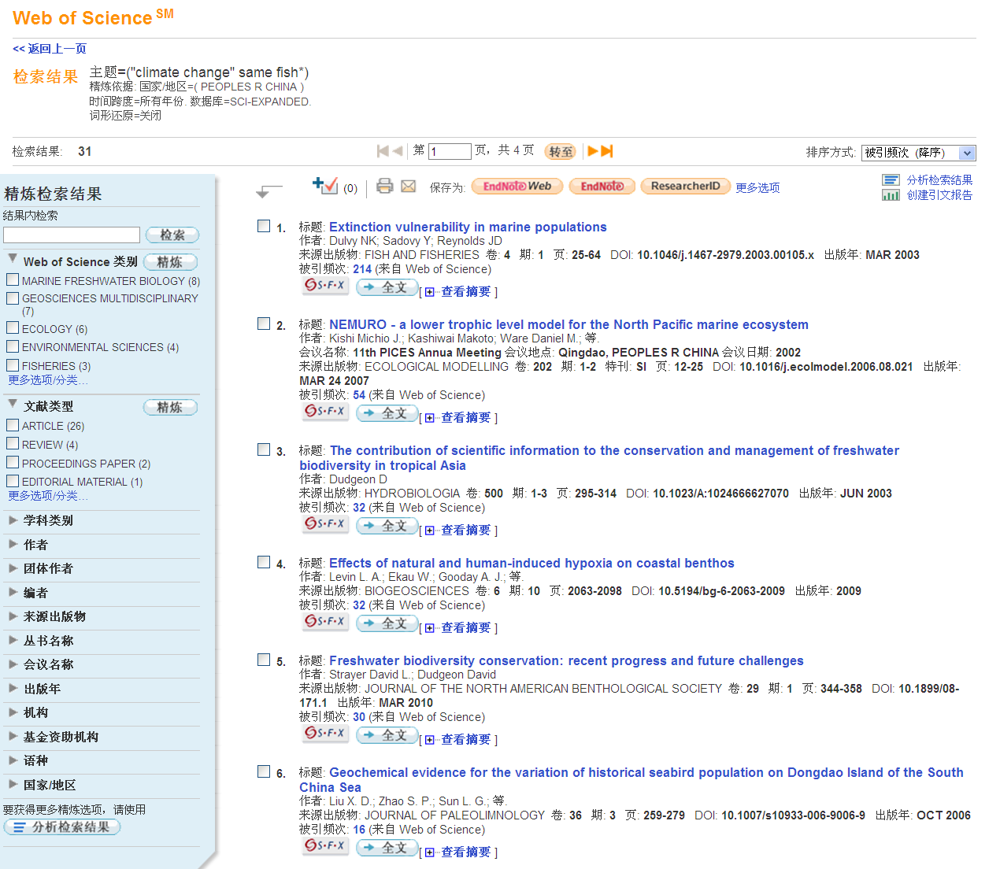 Web of Science SM
<< 返回上一页
检索结果
主题=("climate change" same fish*)
精炼依据: 国家/地区=( PEOPLES R CHINA )
时间跨度=所有年份. 数据库=SCI-EXPANDED.
词形还原=关闭
检索结果: 31
第 1 页，共 4 页 转至
排序方式: 被引频次 (降序)
精炼检索结果
结果内检索
检索
Web of Science 类别 精炼
MARINE FRESHWATER BIOLOGY (8)
GEOSCIENCES MULTIDISCIPLINARY
(7)
ECOLOGY (6)
ENVIRONMENTAL SCIENCES (4)
FISHERIES (3)
更多选项/分类...
文献类型 精炼
ARTICLE (26)
REVIEW (4)
PROCEEDINGS PAPER (2)
EDITORIAL MATERIAL (1)
更多选项/分类...
学科类别
作者
团体作者
编者
来源出版物
丛书名称
会议名称
出版年
机构
基金资助机构
语种
国家/地区
要获得更多精炼选项，请使用
分析检索结果
(0) 保存为: EndNote Web EndNote ResearcherID 更多选项
分析检索结果
创建引文报告
1. 标题: Extinction vulnerability in marine populations
作者: Dulvy NK; Sadovy Y; Reynolds JD
来源出版物: FISH AND FISHERIES 卷: 4 期: 1 页: 25-64 DOI: 10.1046/j.1467-2979.2003.00105.x 出版年: MAR 2003
被引频次: 214 (来自 Web of Science)
S·F·X 全文 [ 查看摘要 ]
2. 标题: NEMURO - a lower trophic level model for the North Pacific marine ecosystem
作者: Kishi Michio J.; Kashiwai Makoto; Ware Daniel M.; 等.
会议名称: 11th PICES Annua Meeting 会议地点: Qingdao, PEOPLES R CHINA 会议日期: 2002
来源出版物: ECOLOGICAL MODELLING 卷: 202 期: 1-2 特刊: SI 页: 12-25 DOI: 10.1016/j.ecolmodel.2006.08.021 出版年:
MAR 24 2007
被引频次: 54 (来自 Web of Science)
S·F·X 全文 [ 查看摘要 ]
3. 标题: The contribution of scientific information to the conservation and management of freshwater
biodiversity in tropical Asia
作者: Dudgeon D
来源出版物: HYDROBIOLOGIA 卷: 500 期: 1-3 页: 295-314 DOI: 10.1023/A:1024666627070 出版年: JUN 2003
被引频次: 32 (来自 Web of Science)
S·F·X 全文 [ 查看摘要 ]
4. 标题: Effects of natural and human-induced hypoxia on coastal benthos
作者: Levin L. A.; Ekau W.; Gooday A. J.; 等.
来源出版物: BIOGEOSCIENCES 卷: 6 期: 10 页: 2063-2098 DOI: 10.5194/bg-6-2063-2009 出版年: 2009
被引频次: 32 (来自 Web of Science)
S·F·X 全文 [ 查看摘要 ]
5. 标题: Freshwater biodiversity conservation: recent progress and future challenges
作者: Strayer David L.; Dudgeon David
来源出版物: JOURNAL OF THE NORTH AMERICAN BENTHOLOGICAL SOCIETY 卷: 29 期: 1 页: 344-358 DOI: 10.1899/08-
171.1 出版年: MAR 2010
被引频次: 30 (来自 Web of Science)
S·F·X 全文 [ 查看摘要 ]
6. 标题: Geochemical evidence for the variation of historical seabird population on Dongdao Island of the South
China Sea
作者: Liu X. D.; Zhao S. P.; Sun L. G.; 等.
来源出版物: JOURNAL OF PALEOLIMNOLOGY 卷: 36 期: 3 页: 259-279 DOI: 10.1007/s10933-006-9006-9 出版年: OCT 2006
被引频次: 16 (来自 Web of Science)
S·F·X 全文 [ 查看摘要 ]